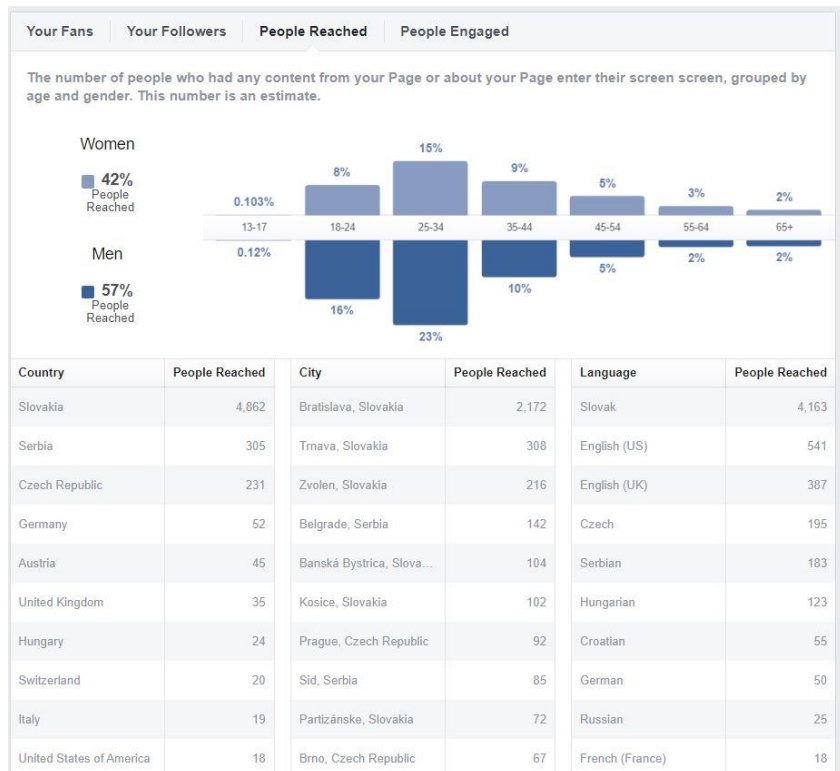 Your Fans Your Followers People Reached People Engaged
The number of people who had any content from your Page or about your Page enter their screen screen, grouped by
age and gender. This number is an estimate.
Women
42%
People
Reached
0.103% 8% 15% 9% 5% 3% 2%
13-17 18-24 25-34 35-44 45-54 55-64 65+
Men
57%
People
Reached
0.12% 16% 23% 10% 5% 2% 2%
Country People Reached City People Reached Language People Reached
Slovakia 4,862 Bratislava, Slovakia 2,172 Slovak 4,163
Serbia 305 Trnava, Slovakia 308 English (US) 541
Czech Republic 231 Zvolen, Slovakia 216 English (UK) 387
Germany 52 Belgrade, Serbia 142 Czech 195
Austria 45 Banská Bystrica, Slova... 104 Serbian 183
United Kingdom 35 Kosice, Slovakia 102 Hungarian 123
Hungary 24 Prague, Czech Republic 92 Croatian 55
Switzerland 20 Sid, Serbia 85 German 50
Italy 19 Partizánske, Slovakia 72 Russian 25
United States of America 18 Brno, Czech Republic 67 French (France) 18